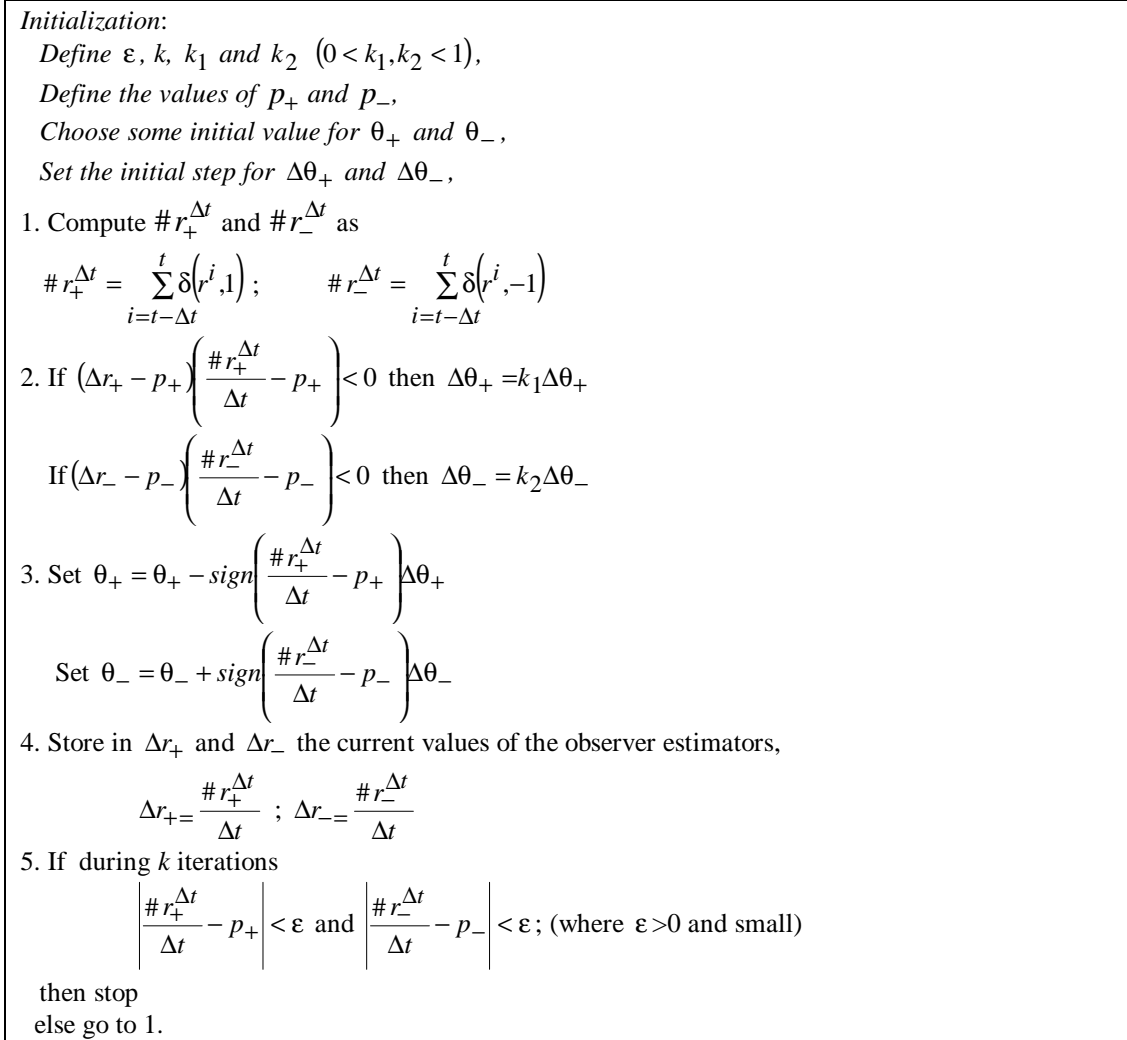 Initialization:
Define ε, k, k₁ and k₂ (0 < k₁,k₂ < 1),
Define the values of p₊ and p₋,
Choose some initial value for θ₊ and θ₋,
Set the initial step for Δθ₊ and Δθ₋,
1. Compute #r₊^Δt and #r₋^Δt as
#r₊^Δt = ∑_{i=t−Δt}^{t} δ(r^i,1) ; #r₋^Δt = ∑_{i=t−Δt}^{t} δ(r^i,−1)
2. If (Δr₊ − p₊)(#r₊^Δt / Δt − p₊) < 0 then Δθ₊ = k₁Δθ₊
If (Δr₋ − p₋)(#r₋^Δt / Δt − p₋) < 0 then Δθ₋ = k₂Δθ₋
3. Set θ₊ = θ₊ − sign(#r₊^Δt / Δt − p₊)Δθ₊
Set θ₋ = θ₋ + sign(#r₋^Δt / Δt − p₋)Δθ₋
4. Store in Δr₊ and Δr₋ the current values of the observer estimators,
Δr₊₌ #r₊^Δt / Δt ; Δr₋₌ #r₋^Δt / Δt
5. If during k iterations
|#r₊^Δt / Δt − p₊| < ε and |#r₋^Δt / Δt − p₋| < ε; (where ε>0 and small)
then stop
else go to 1.